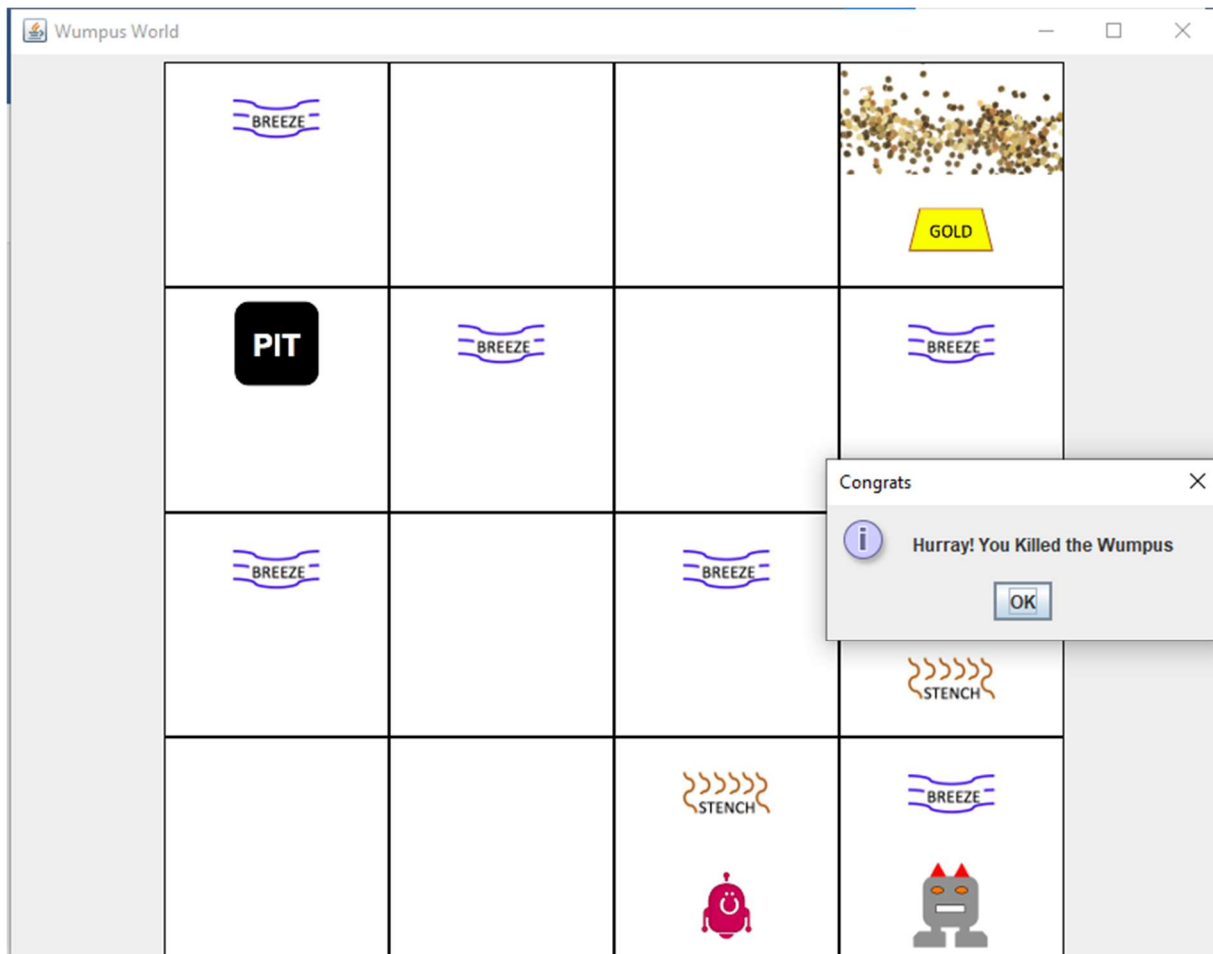 Wumpus World
BREEZE
GOLD
PIT
BREEZE
BREEZE
Congrats
Hurray! You Killed the Wumpus
OK
BREEZE
BREEZE
STENCH
STENCH
BREEZE